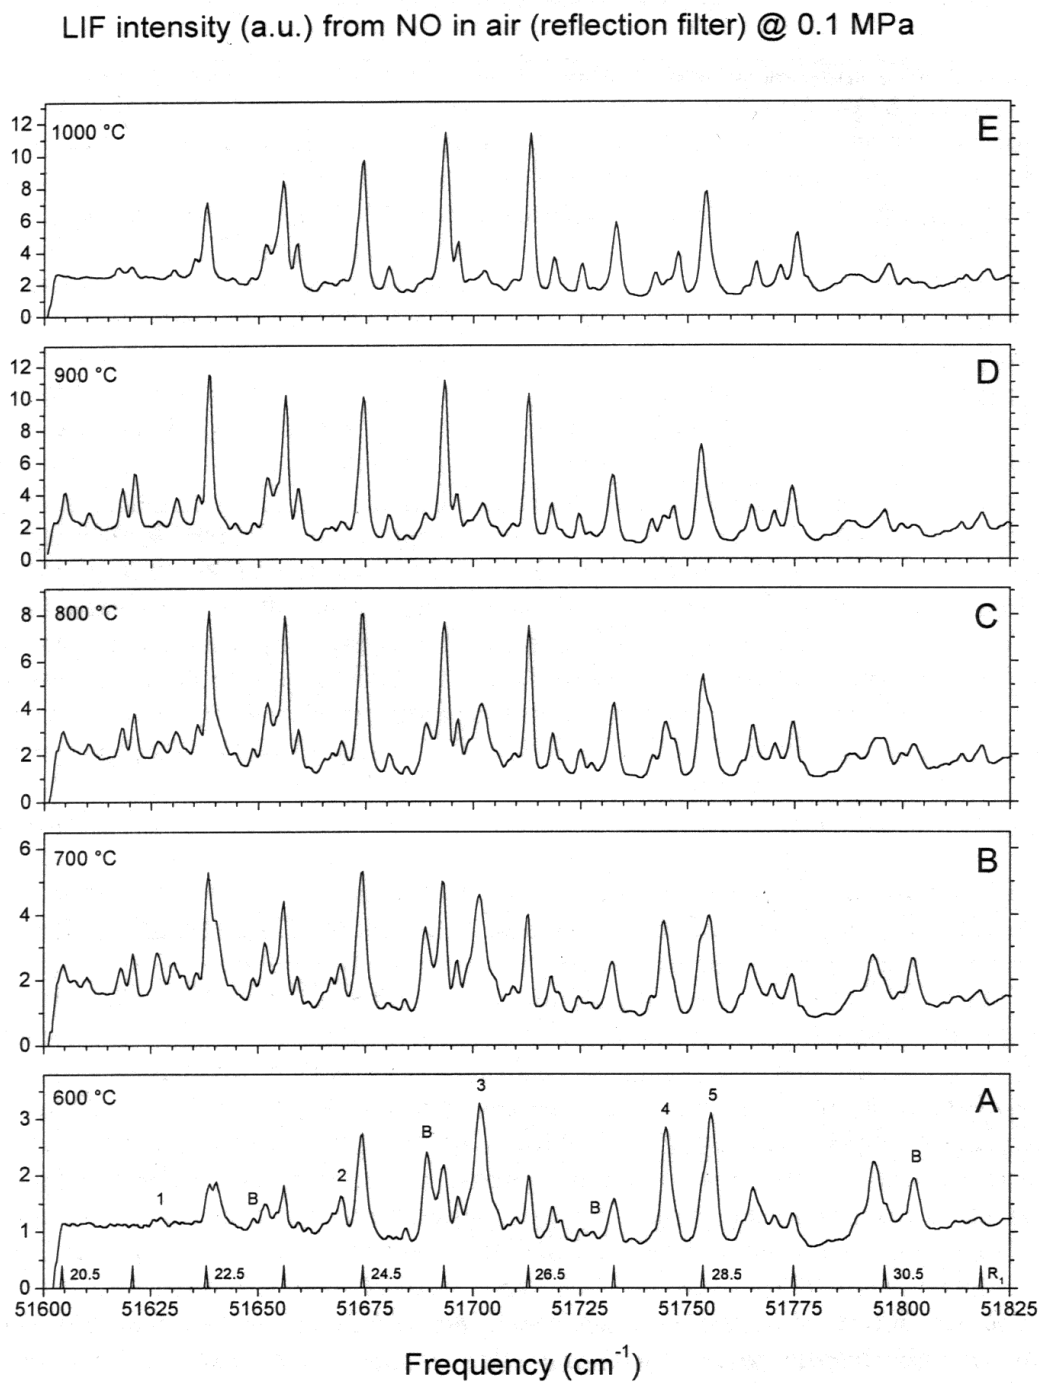 LIF intensity (a.u.) from NO in air (reflection filter) @ 0.1 MPa
12
10
8
6
4
2
0
1000 °C
E
12
10
8
6
4
2
0
900 °C
D
8
6
4
2
0
800 °C
C
6
4
2
0
700 °C
B
3
2
1
0
600 °C
A
1
B
2
B
3
B
4
5
B
20.5
22.5
24.5
26.5
28.5
30.5
R1
51600
51625
51650
51675
51700
51725
51750
51775
51800
51825
Frequency (cm-1)